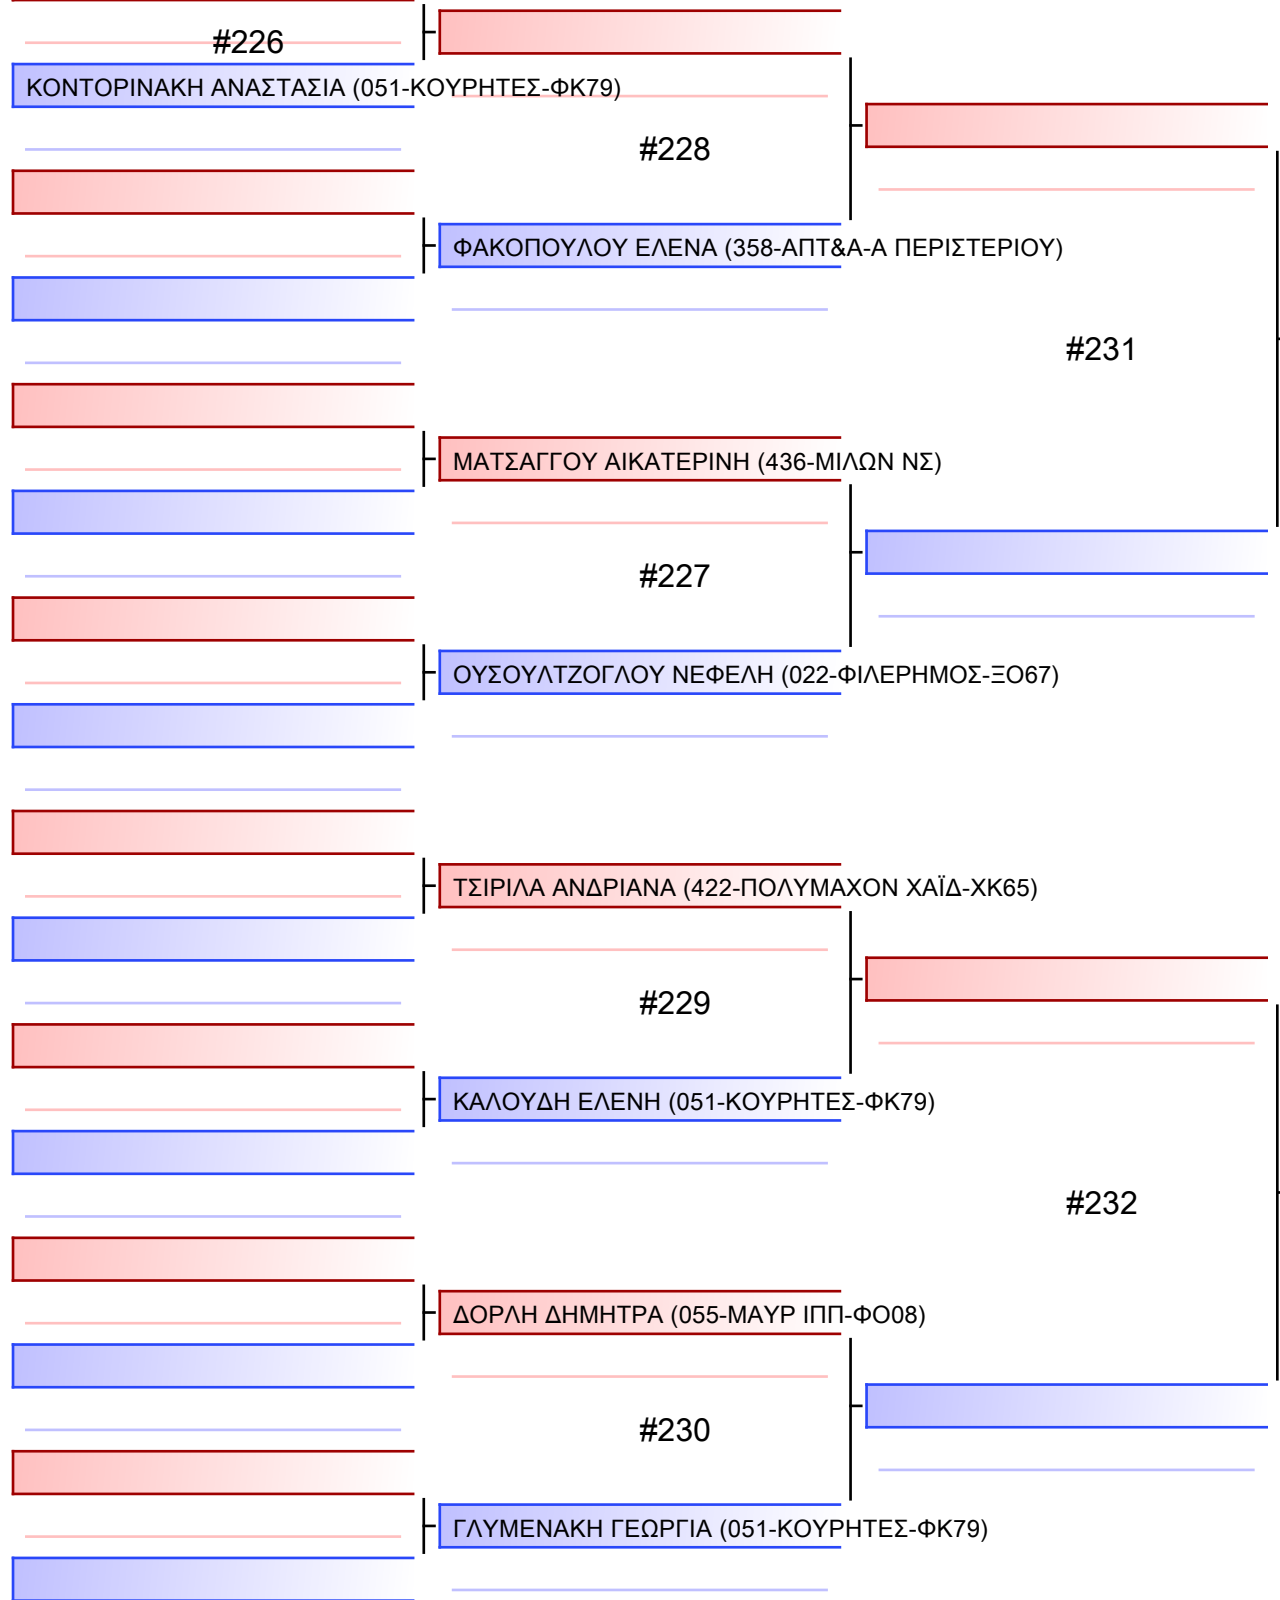 #226
ΚΟΝΤΟΡΙΝΑΚΗ ΑΝΑΣΤΑΣΙΑ (051-ΚΟΥΡΗΤΕΣ-ΦΚ79)
#228
ΦΑΚΟΠΟΥΛΟΥ ΕΛΕΝΑ (358-ΑΠΤ&Α-Α ΠΕΡΙΣΤΕΡΙΟΥ)
#231
ΜΑΤΣΑΓΓΟΥ ΑΙΚΑΤΕΡΙΝΗ (436-ΜΙΛΩΝ ΝΣ)
#227
ΟΥΣΟΥΛΤΖΟΓΛΟΥ ΝΕΦΕΛΗ (022-ΦΙΛΕΡΗΜΟΣ-ΞΟ67)
ΤΣΙΡΙΛΑ ΑΝΔΡΙΑΝΑ (422-ΠΟΛΥΜΑΧΟΝ ΧΑΪΔ-ΧΚ65)
#229
ΚΑΛΟΥΔΗ ΕΛΕΝΗ (051-ΚΟΥΡΗΤΕΣ-ΦΚ79)
#232
ΔΟΡΛΗ ΔΗΜΗΤΡΑ (055-ΜΑΥΡ ΙΠΠ-ΦΟ08)
#230
ΓΛΥΜΕΝΑΚΗ ΓΕΩΡΓΙΑ (051-ΚΟΥΡΗΤΕΣ-ΦΚ79)